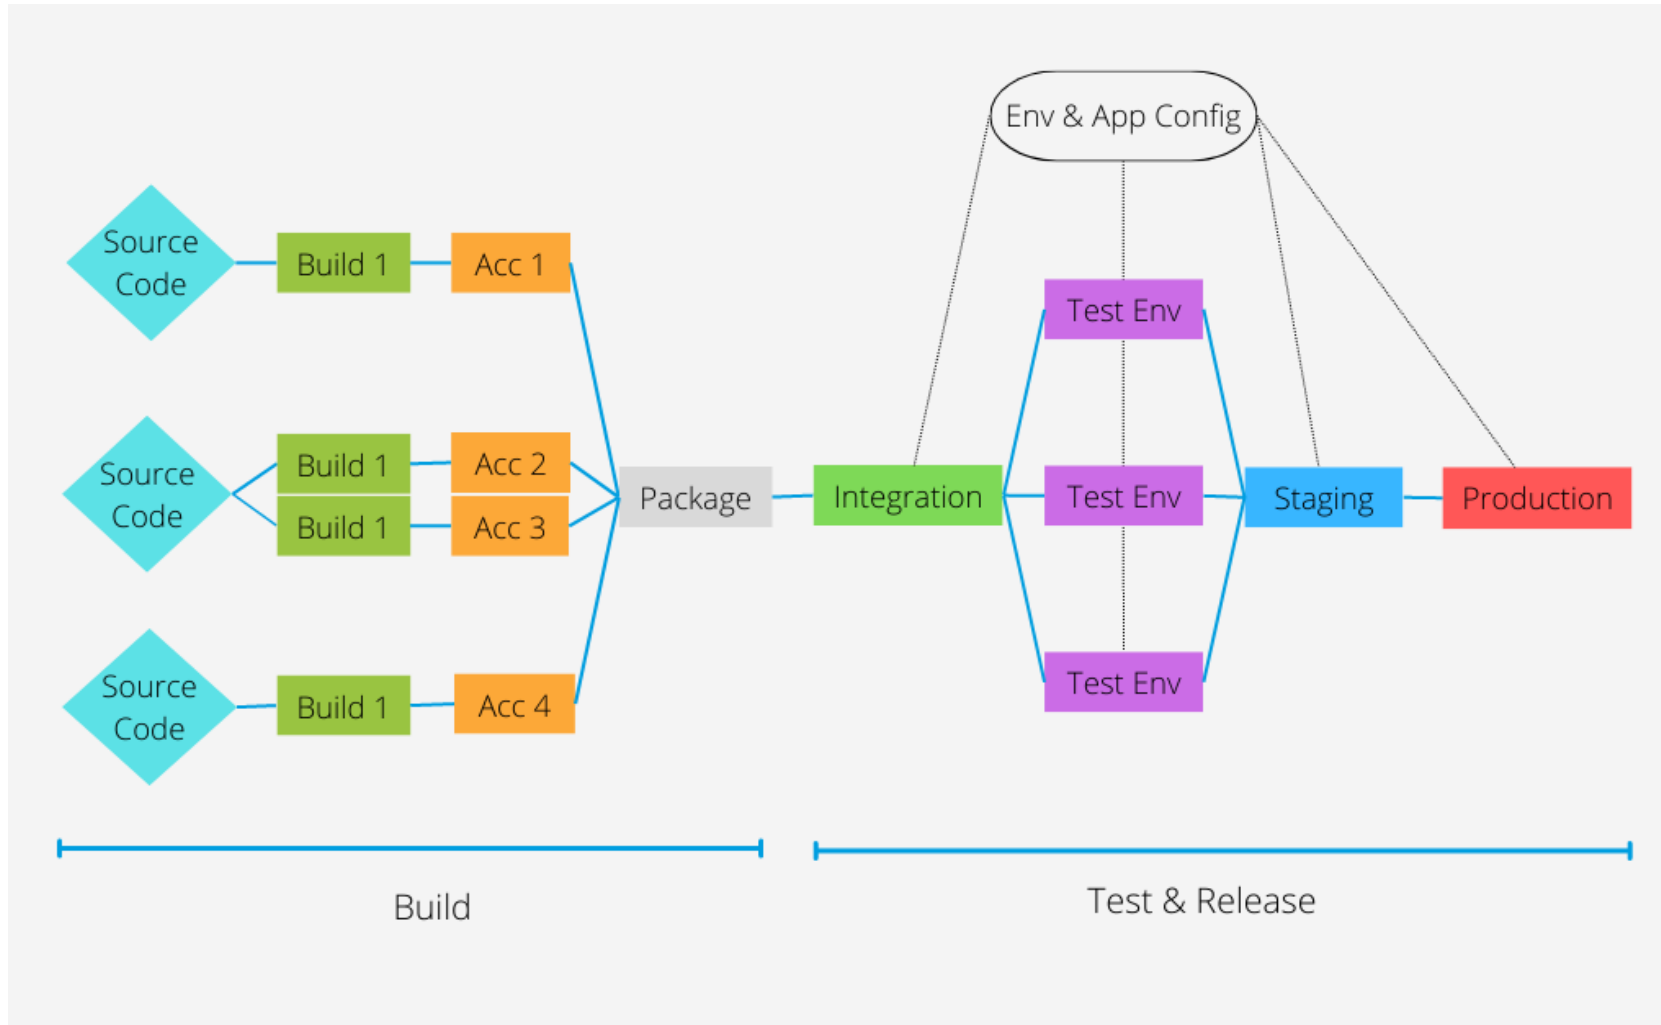 Env & App Config
Source
Code
Build 1
Acc 1
Test Env
Source
Code
Build 1
Acc 2
Build 1
Acc 3
Package
Integration
Test Env
Staging
Production
Source
Code
Build 1
Acc 4
Test Env
Build
Test & Release